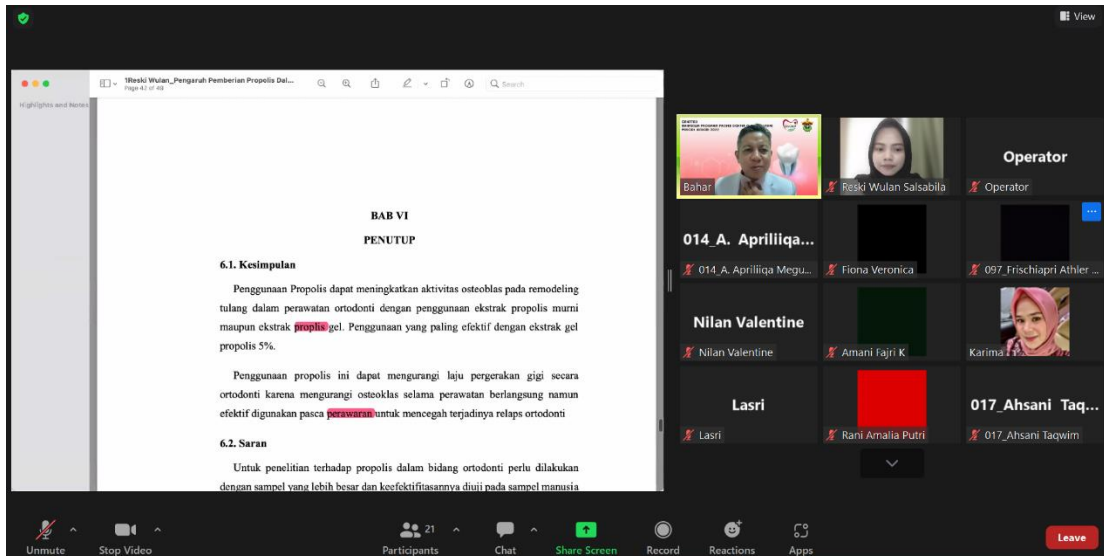 View
1Reski Wulan_Pengaruh Pemberian Propolis Dal...
Page 42 of 49
Search
Highlights and Notes
BAB VI
PENUTUP
6.1. Kesimpulan
Penggunaan Propolis dapat meningkatkan aktivitas osteoblas pada remodeling
tulang dalam perawatan ortodonti dengan penggunaan ekstrak propolis murni
maupun ekstrak proplis gel. Penggunaan yang paling efektif dengan ekstrak gel
propolis 5%.
Penggunaan propolis ini dapat mengurangi laju pergerakan gigi secara
ortodonti karena mengurangi osteoklas selama perawatan berlangsung namun
efektif digunakan pasca perawaran untuk mencegah terjadinya relaps ortodonti
6.2. Saran
Untuk penelitian terhadap propolis dalam bidang ortodonti perlu dilakukan
dengan sampel yang lebih besar dan keefektifitasannya diuji pada sampel manusia
Bahar
Reski Wulan Salsabila
Operator
Operator
014_A. Apriliiqa...
014_A. Apriliiqa Megu...
Fiona Veronica
097_Frischiapri Athler ...
Nilan Valentine
Nilan Valentine
Amani Fajri K
Karima
Lasri
Lasri
Rani Amalia Putri
017_Ahsani Taq...
017_Ahsani Taqwim
Unmute
Stop Video
21
Participants
Chat
Share Screen
Record
Reactions
Apps
Leave